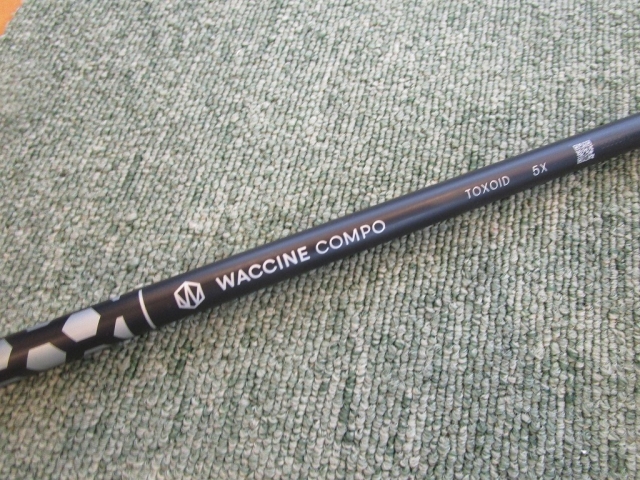 WACCINE COMPO
TOXOID 5X